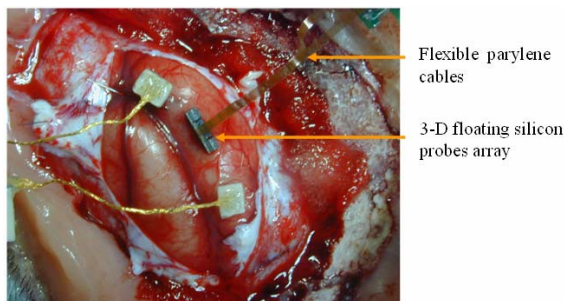 Flexible parylene
cables
3-D floating silicon
probes array